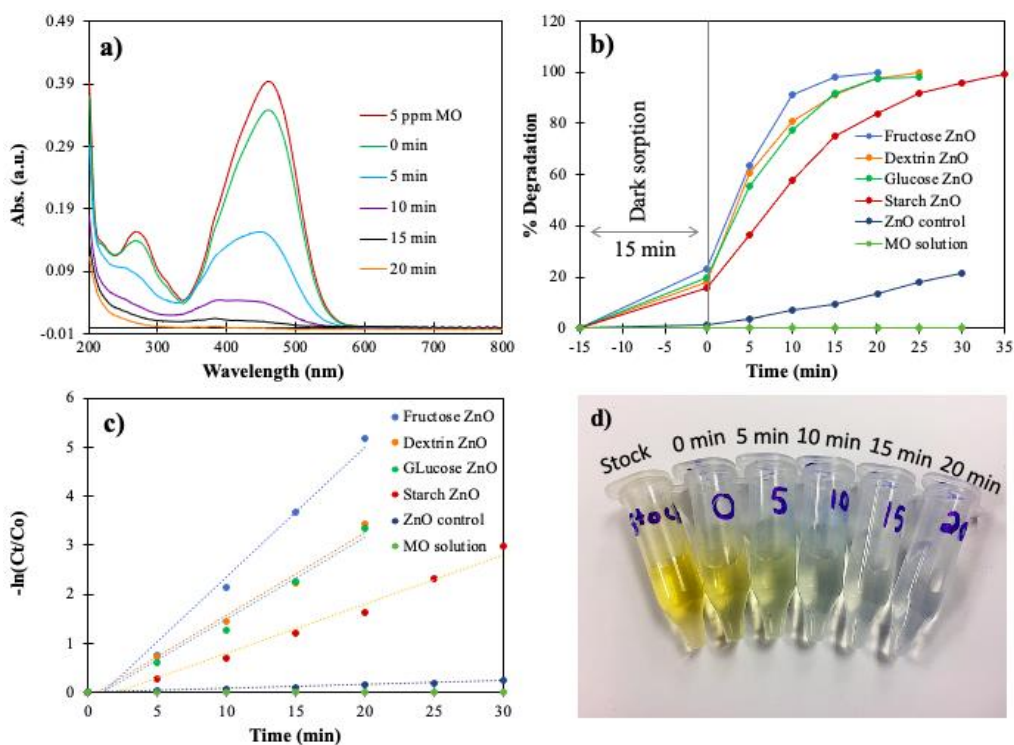 a)
0.49
0.39
0.29
0.19
0.09
-0.01
Abs. (a.u.)
200 300 400 500 600 700 800
Wavelength (nm)
5 ppm MO
0 min
5 min
10 min
15 min
20 min
b)
120
100
80
60
40
20
0
% Degradation
Dark sorption
15 min
-15 -10 -5 0 5 10 15 20 25 30 35
Time (min)
Fructose ZnO
Dextrin ZnO
Glucose ZnO
Starch ZnO
ZnO control
MO solution
c)
6
5
4
3
2
1
0
-ln(Ct/Co)
0 5 10 15 20 25 30
Time (min)
Fructose ZnO
Dextrin ZnO
GLucose ZnO
Starch ZnO
ZnO control
MO solution
d)
Stock 0 min 5 min 10 min 15 min 20 min
0 5 10 15 20